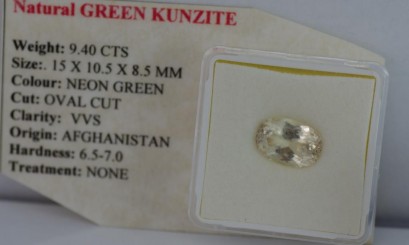 Natural GREEN KUNZITE
Weight: 9.40 CTS
Size:. 15 X 10.5 X 8.5 MM
Colour: NEON GREEN
Cut: OVAL CUT
Clarity: VVS
Origin: AFGHANISTAN
Hardness: 6.5-7.0
Treatment: NONE